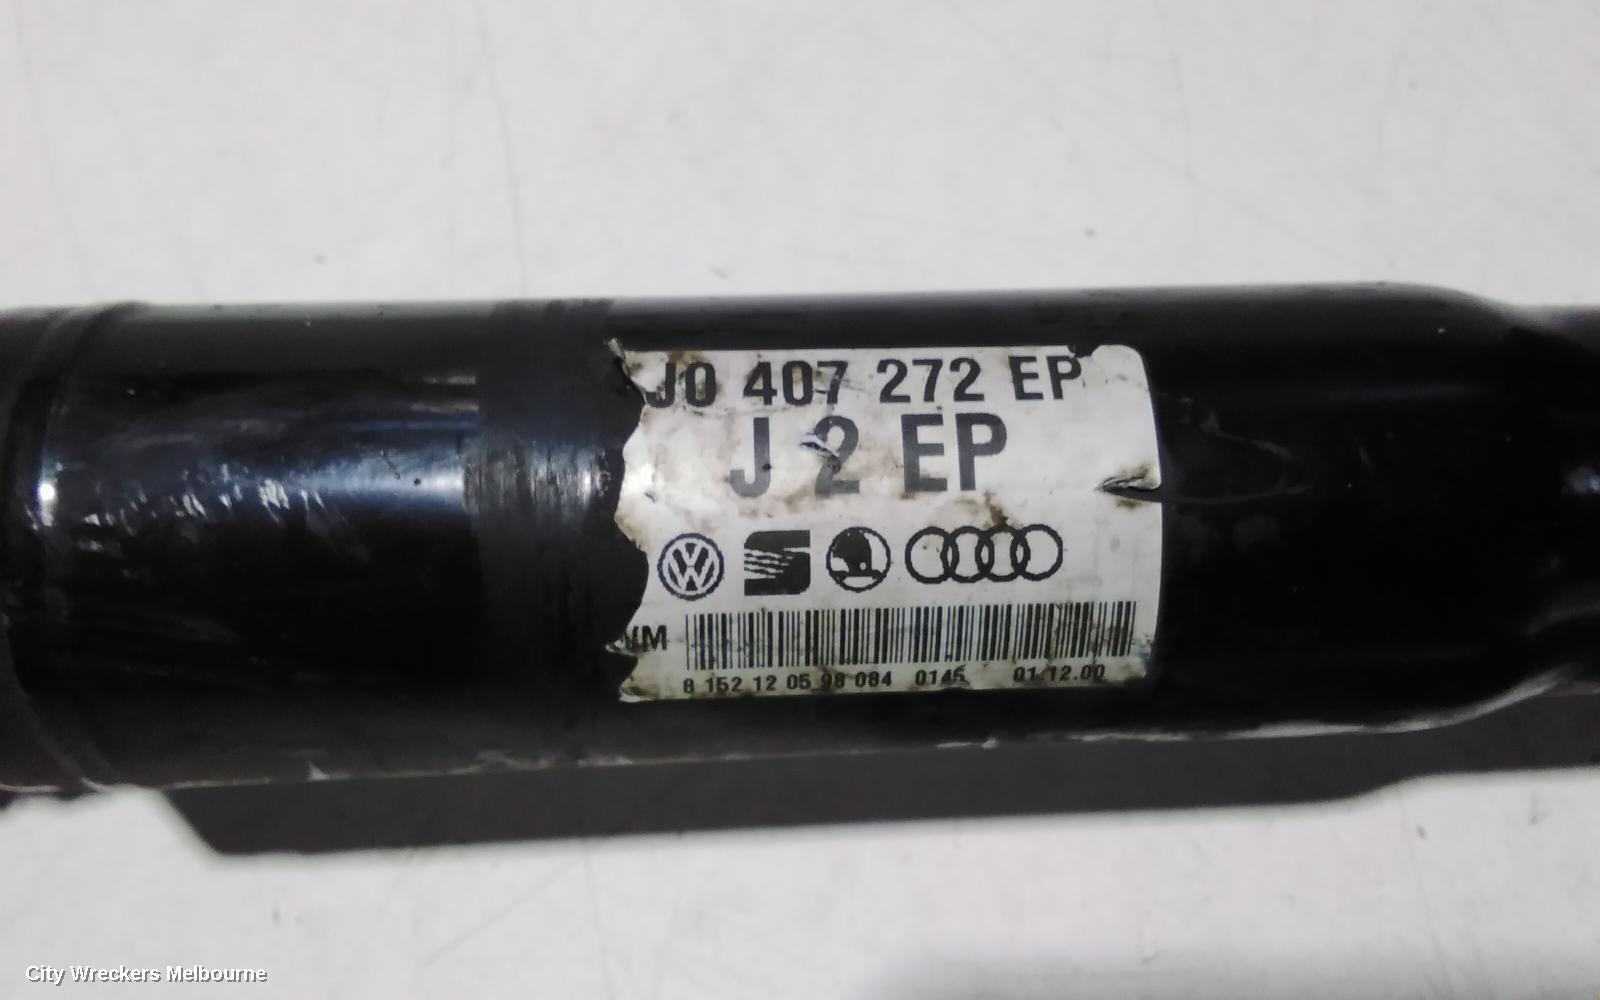 J0 407 272 EP
J 2 EP
VM
8 152 12 05 98 084 0145 01.12.00
City Wreckers Melbourne